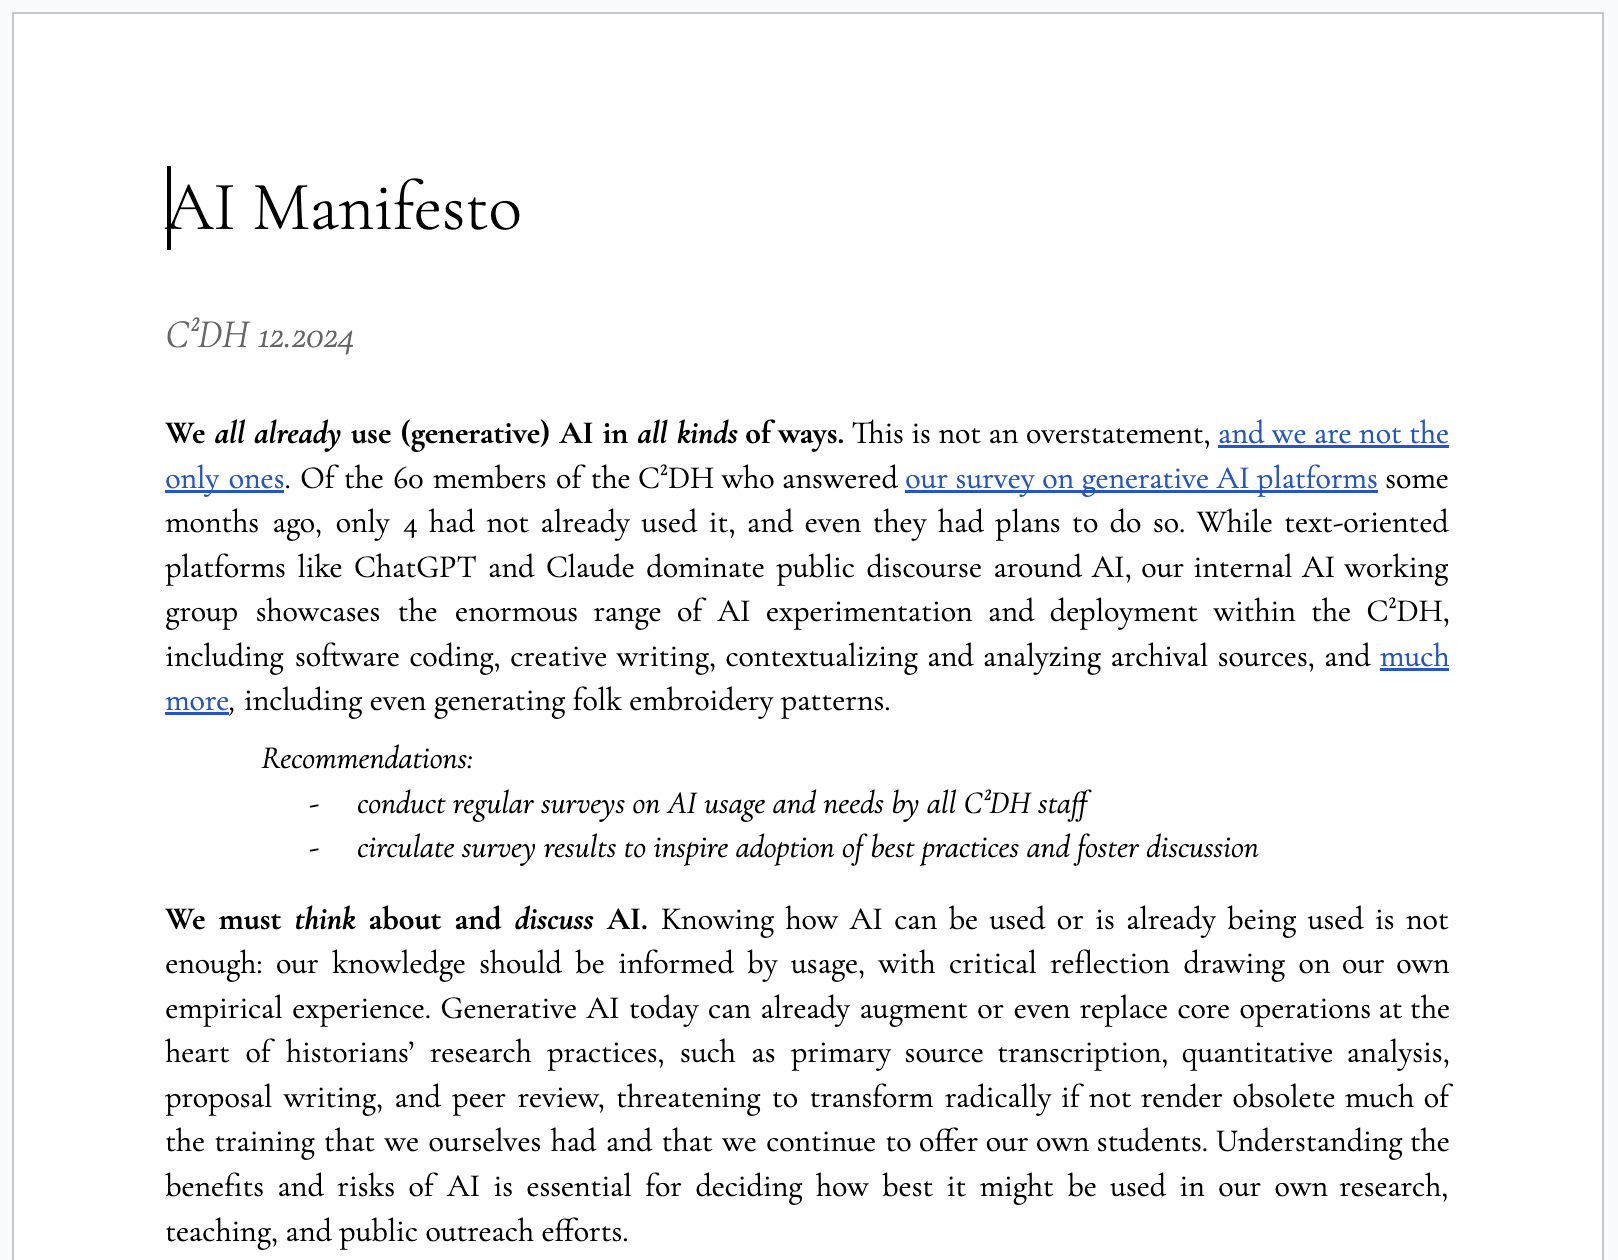 AI Manifesto
C²DH 12.2024
We all already use (generative) AI in all kinds of ways. This is not an overstatement, and we are not the
only ones. Of the 60 members of the C²DH who answered our survey on generative AI platforms some
months ago, only 4 had not already used it, and even they had plans to do so. While text-oriented
platforms like ChatGPT and Claude dominate public discourse around AI, our internal AI working
group showcases the enormous range of AI experimentation and deployment within the C²DH,
including software coding, creative writing, contextualizing and analyzing archival sources, and much
more, including even generating folk embroidery patterns.
Recommendations:
- conduct regular surveys on AI usage and needs by all C²DH staff
- circulate survey results to inspire adoption of best practices and foster discussion
We must think about and discuss AI. Knowing how AI can be used or is already being used is not
enough: our knowledge should be informed by usage, with critical reflection drawing on our own
empirical experience. Generative AI today can already augment or even replace core operations at the
heart of historians’ research practices, such as primary source transcription, quantitative analysis,
proposal writing, and peer review, threatening to transform radically if not render obsolete much of
the training that we ourselves had and that we continue to offer our own students. Understanding the
benefits and risks of AI is essential for deciding how best it might be used in our own research,
teaching, and public outreach efforts.